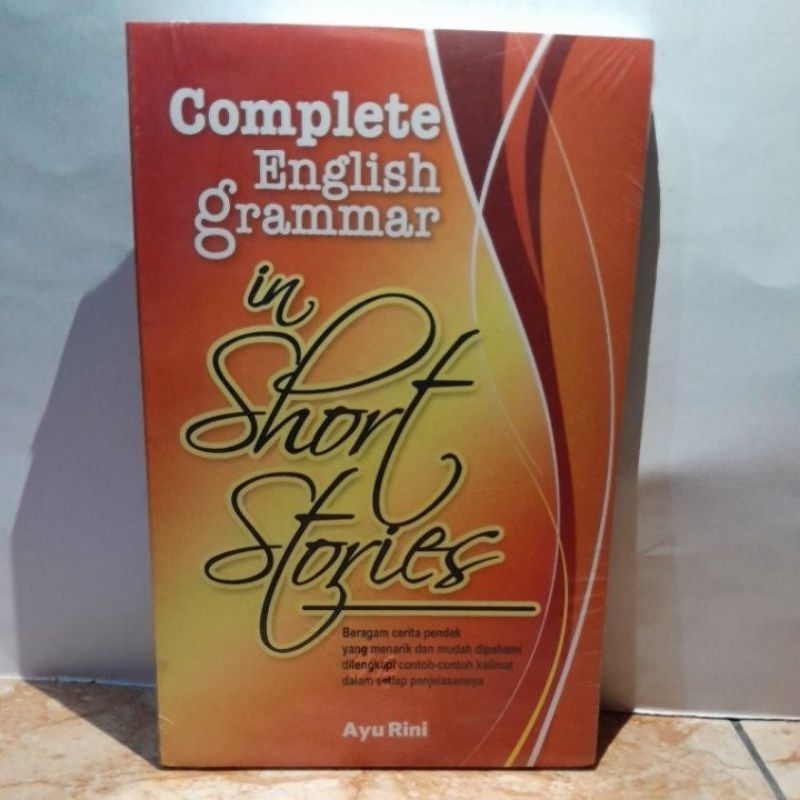 Complete
English
grammar
in
Short
Stories
Beragam cerita pendek
yang menarik dan mudah dipahami
dilengkapi contoh-contoh kalimat
dalam setiap penjelasannya
Ayu Rini